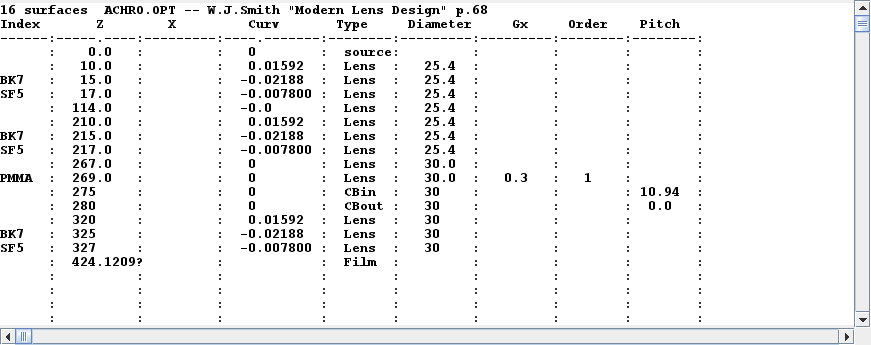 16 surfaces  ACHRO.OPT -- W.J.Smith "Modern Lens Design" p.68
Index       Z        X      Curv       Type     Diameter     Gx     Order    Pitch
------:-----.----:---------:----.--------:--------:---------:---------:--------:--------:
      :    0.0   :         :    0        : source:         :         :        :        :
      :   10.0   :         :    0.01592  : Lens  :   25.4  :         :        :        :
BK7   :   15.0   :         :   -0.02188  : Lens  :   25.4  :         :        :        :
SF5   :   17.0   :         :   -0.007800 : Lens  :   25.4  :         :        :        :
      :  114.0   :         :   -0.0      : Lens  :   25.4  :         :        :        :
      :  210.0   :         :    0.01592  : Lens  :   25.4  :         :        :        :
BK7   :  215.0   :         :   -0.02188  : Lens  :   25.4  :         :        :        :
SF5   :  217.0   :         :   -0.007800 : Lens  :   25.4  :         :        :        :
      :  267.0   :         :    0        : Lens  :   30.0  :         :        :        :
PMMA  :  269.0   :         :    0        : Lens  :   30.0  :   0.3   :   1    :        :
      :  275     :         :    0        : CBin  :   30    :         :        : 10.94  :
      :  280     :         :    0        : CBout :   30    :         :        :  0.0   :
      :  320     :         :    0.01592  : Lens  :   30    :         :        :        :
BK7   :  325     :         :   -0.02188  : Lens  :   30    :         :        :        :
SF5   :  327     :         :   -0.007800 : Lens  :   30    :         :        :        :
      :  424.1209?         :             : Film  :         :         :        :        :
      :          :         :             :       :         :         :        :        :
      :          :         :             :       :         :         :        :        :
      :          :         :             :       :         :         :        :        :
      :          :         :             :       :         :         :        :        :